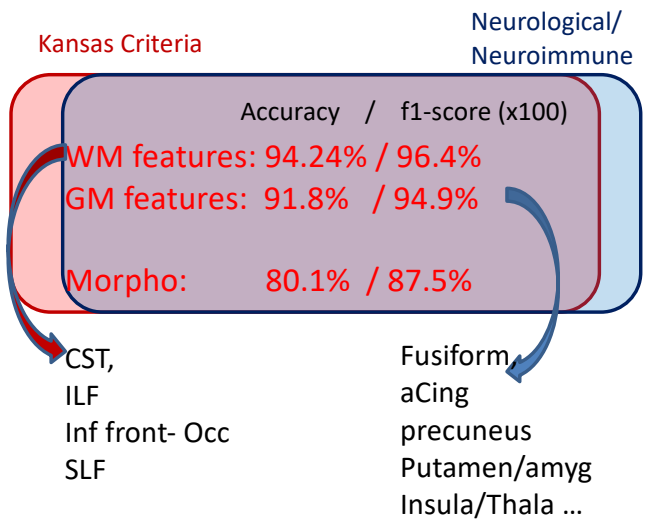 Kansas Criteria
Neurological/
Neuroimmune
Accuracy / f1-score (x100)
WM features: 94.24% / 96.4%
GM features: 91.8% / 94.9%
Morpho: 80.1% / 87.5%
CST,
ILF
Inf front- Occ
SLF
Fusiform,
aCing
precuneus
Putamen/amyg
Insula/Thala ...